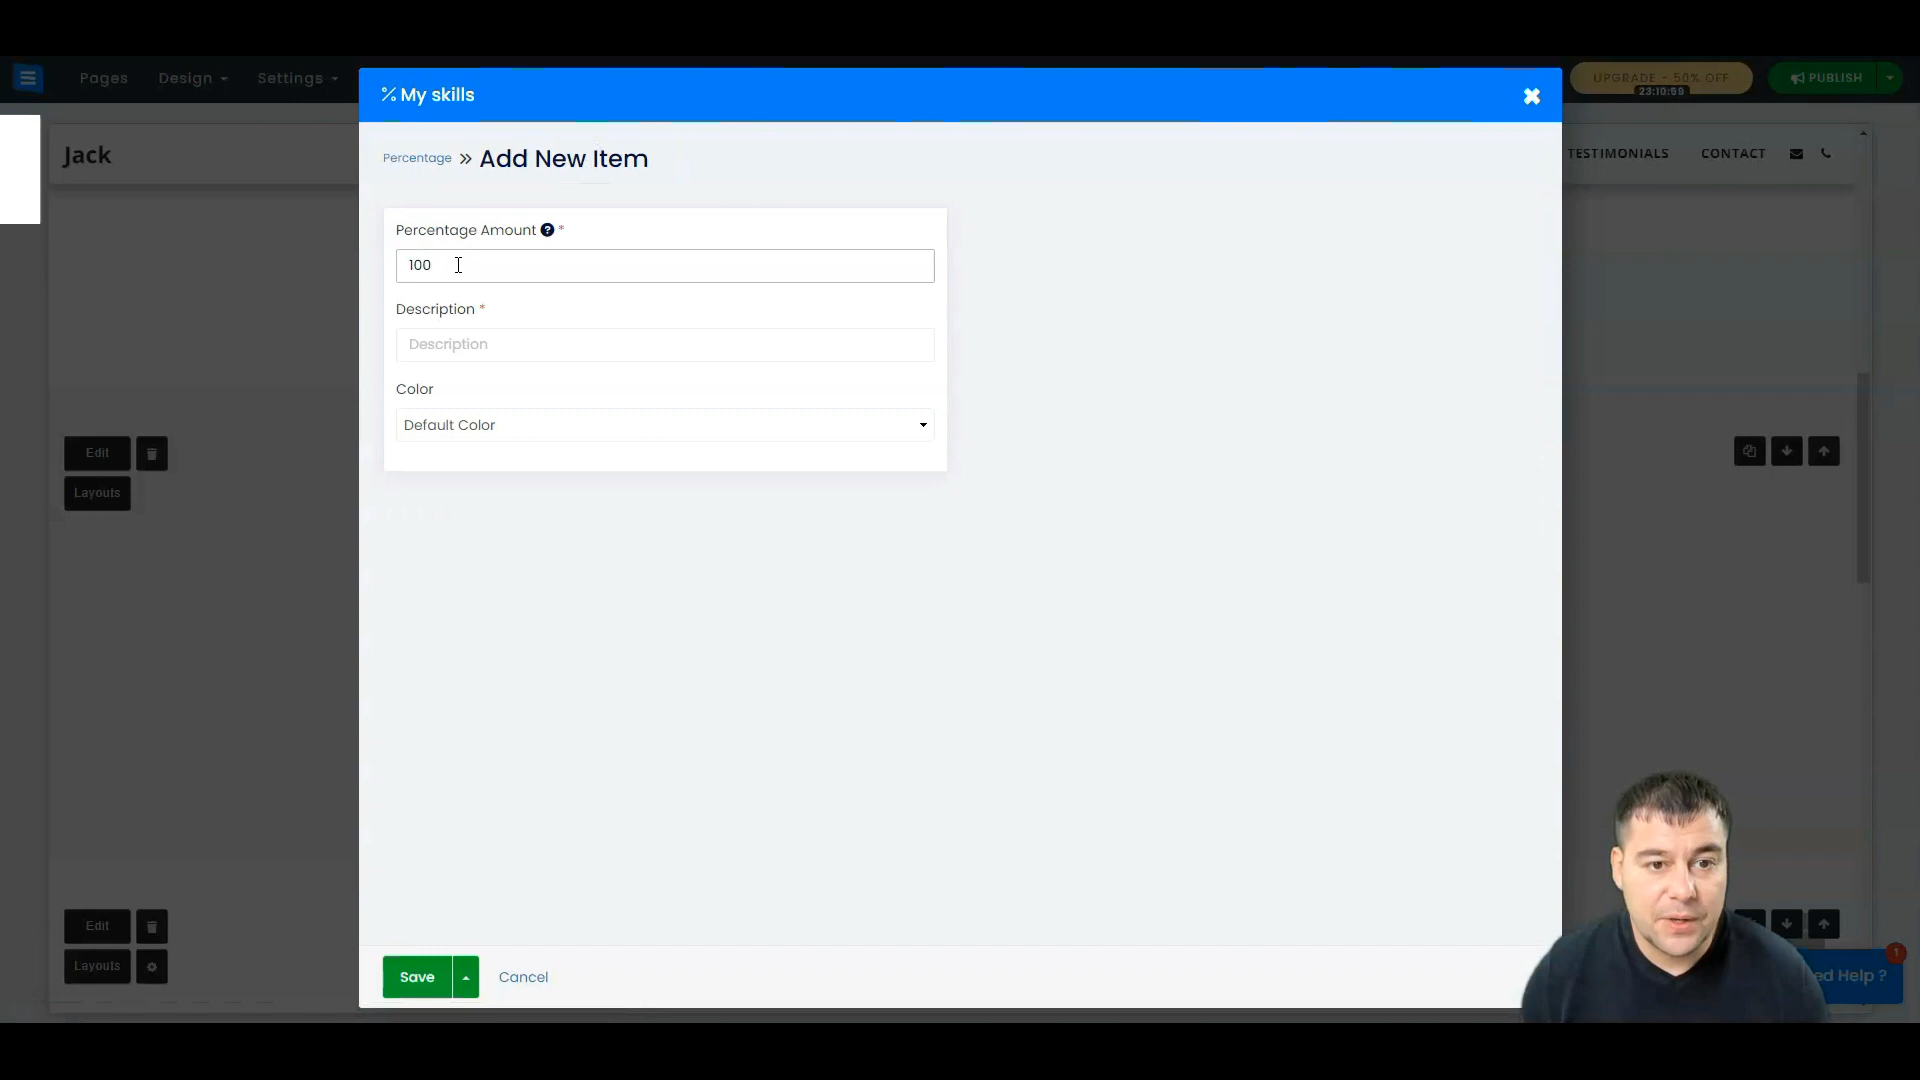 Pages
Design
Settings
% My skills
UPGRADE - 50% OFF
23:10:59
PUBLISH
Jack
Percentage » Add New Item
TESTIMONIALS
CONTACT
Percentage Amount ? *
100
Description *
Description
Color
Default Color
Edit
Layouts
Edit
Layouts
Save
Cancel
ed Help ?
1